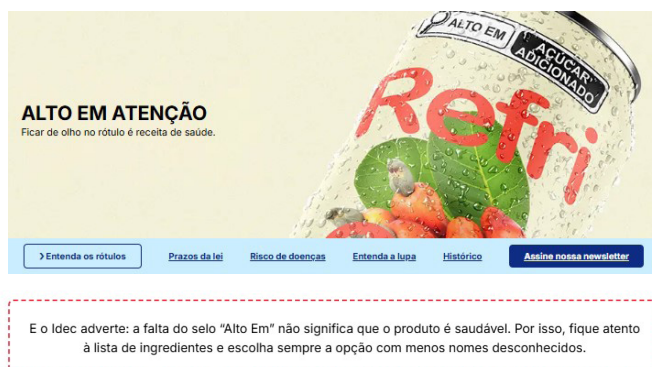 ALTO EM
AÇÚCAR
ADICIONADO
Refri
ALTO EM ATENÇÃO
Ficar de olho no rótulo é receita de saúde.
Entenda os rótulos
Prazos da lei
Risco de doenças
Entenda a lupa
Histórico
Assine nossa newsletter
E o Idec adverte: a falta do selo “Alto Em” não significa que o produto é saudável. Por isso, fique atento
à lista de ingredientes e escolha sempre a opção com menos nomes desconhecidos.